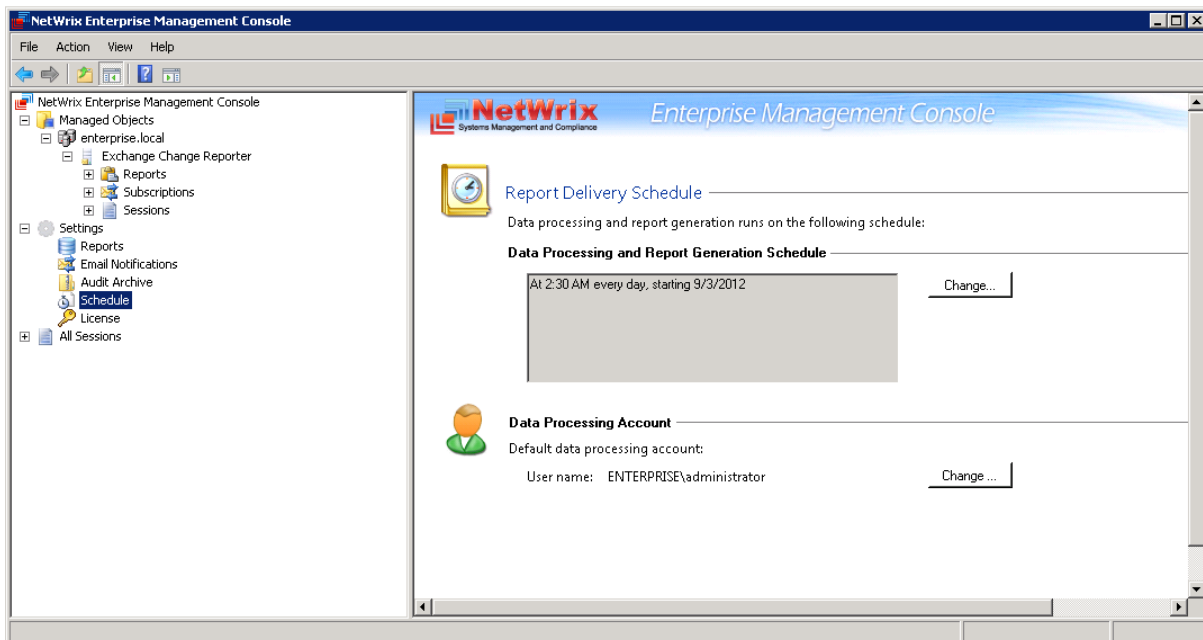 NetWrix Enterprise Management Console
File Action View Help
NetWrix Enterprise Management Console
Managed Objects
enterprise.local
Exchange Change Reporter
Reports
Subscriptions
Sessions
Settings
Reports
Email Notifications
Audit Archive
Schedule
License
All Sessions
NetWrix Enterprise Management Console
Systems Management and Compliance
Report Delivery Schedule
Data processing and report generation runs on the following schedule:
Data Processing and Report Generation Schedule
At 2:30 AM every day, starting 9/3/2012
Change...
Data Processing Account
Default data processing account:
User name: ENTERPRISE\administrator
Change ...